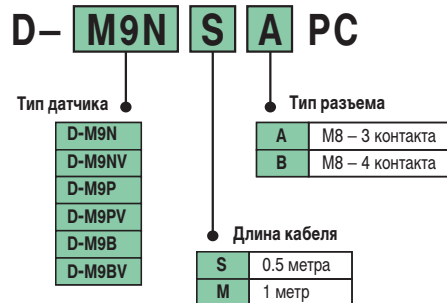 D– M9N S A PC
Тип датчика
D-M9N
D-M9NV
D-M9P
D-M9PV
D-M9B
D-M9BV
Тип разъема
A M8 – 3 контакта
B M8 – 4 контакта
Длина кабеля
S 0.5 метра
M 1 метр